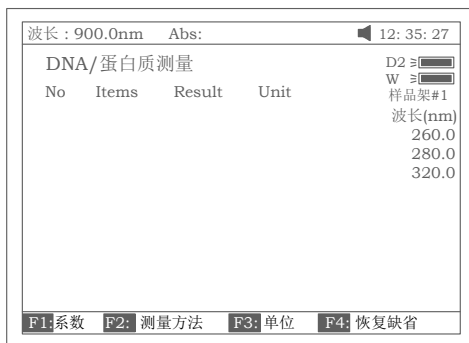 波长：900.0nm Abs: 12: 35: 27
DNA/蛋白质测量
D2
W
No Items Result Unit
样品架#1
波长(nm)
260.0
280.0
320.0
F1:系数 F2: 测量方法 F3: 单位 F4: 恢复缺省